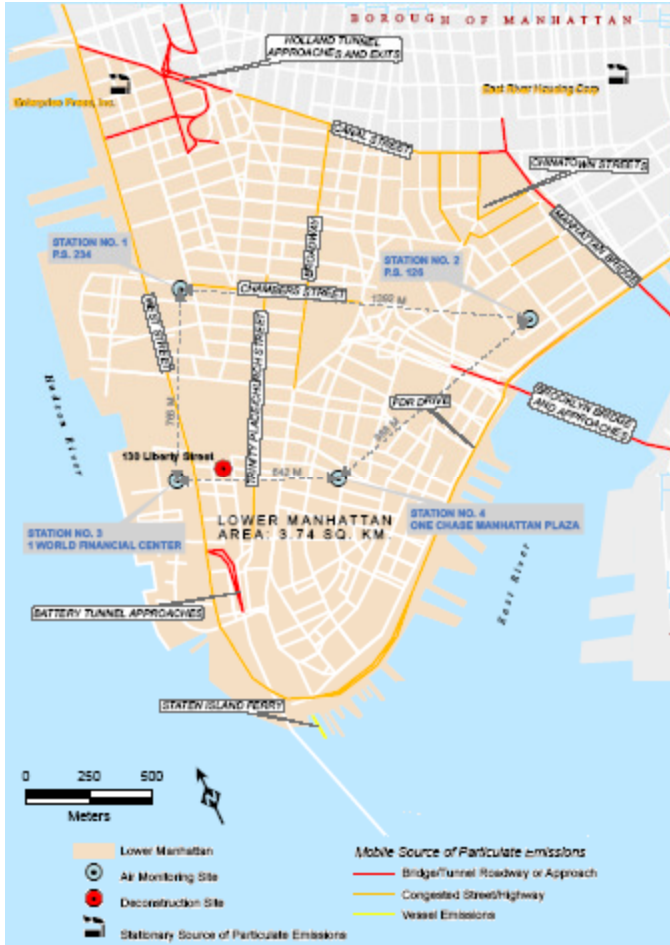 BOROUGH OF MANHATTAN
HOLLAND TUNNEL
APPROACHES AND EXITS
Enterprise Press, Inc.
East River Housing Corp
CANAL STREET
CHINATOWN STREETS
STATION NO. 1
P.S. 234
BROADWAY
STATION NO. 2
P.S. 126
MANHATTAN BRIDGE
CHAMBERS STREET
1392 M
WEST STREET
TRINITY PLACE/CHURCH STREET
Hudson River
BROOKLYN BRIDGE
AND APPROACHES
FDR DRIVE
130 Liberty Street
642 M
STATION NO. 3
1 WORLD FINANCIAL CENTER
LOWER MANHATTAN
AREA: 3.74 SQ. KM.
STATION NO. 4
ONE CHASE MANHATTAN PLAZA
East River
BATTERY TUNNEL APPROACHES
STATEN ISLAND FERRY
0 250 500
Meters
N
Lower Manhattan
Air Monitoring Site
Deconstruction Site
Stationary Source of Particulate Emissions
Mobile Source of Particulate Emissions
Bridge/Tunnel Roadway or Approach
Congested Street/Highway
Vessel Emissions